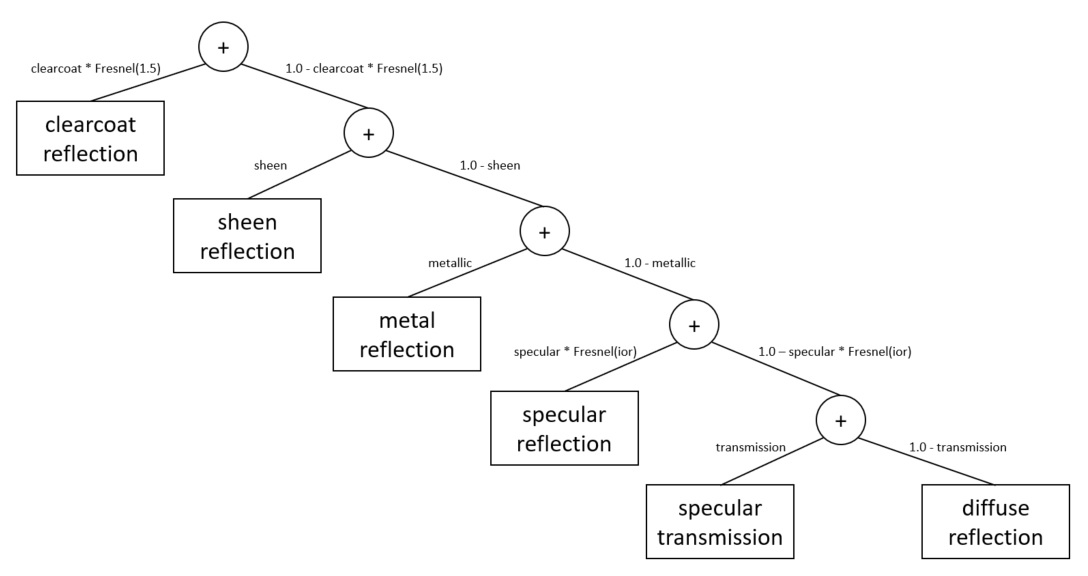 +
clearcoat * Fresnel(1.5)
1.0 - clearcoat * Fresnel(1.5)
clearcoat
reflection
+
sheen
1.0 - sheen
sheen
reflection
+
metallic
1.0 - metallic
metal
reflection
+
specular * Fresnel(ior)
1.0 – specular * Fresnel(ior)
specular
reflection
+
transmission
1.0 - transmission
specular
transmission
diffuse
reflection